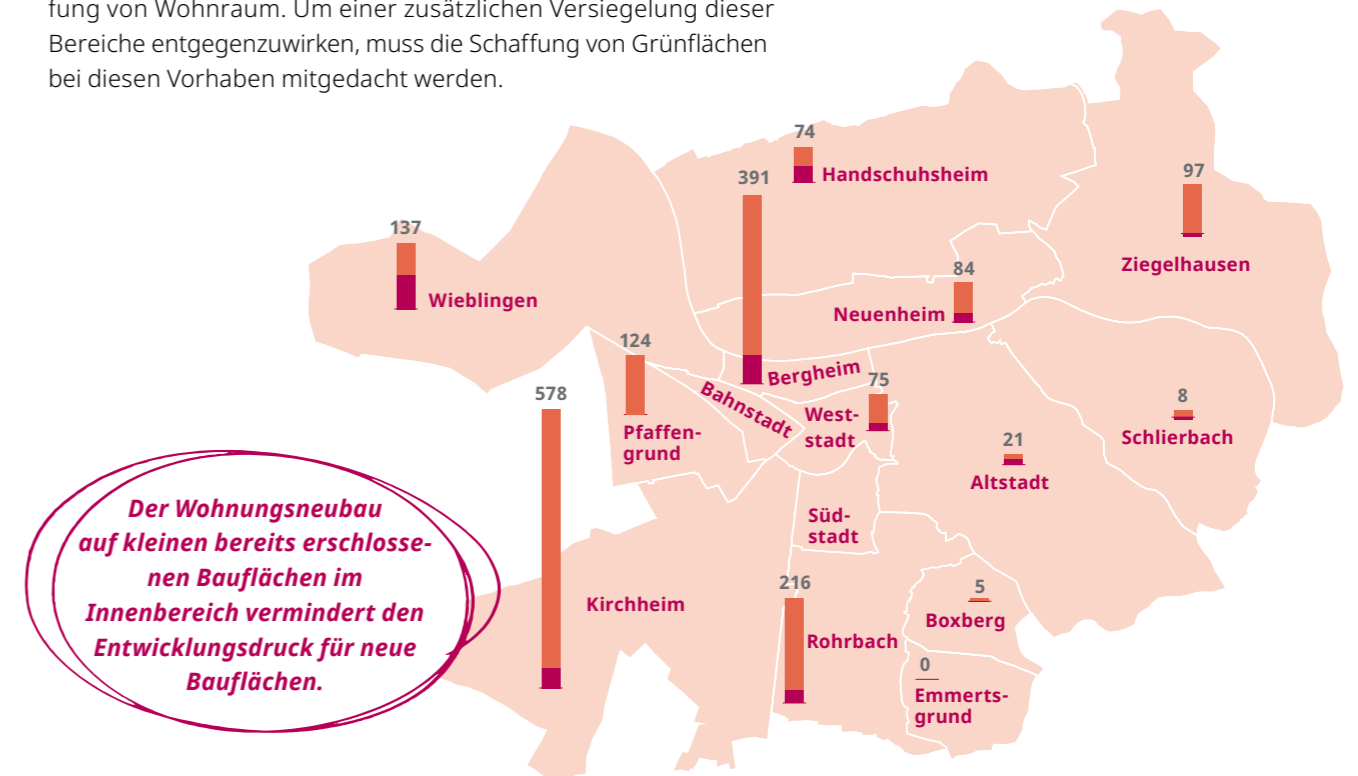 fung von Wohnraum. Um einer zusätzlichen Versiegelung dieser
Bereiche entgegenzuwirken, muss die Schaffung von Grünflächen
bei diesen Vorhaben mitgedacht werden.
74
Handschuhsheim
391
97
Ziegelhausen
137
Wieblingen
84
Neuenheim
124
Pfaffen-
grund
Bahnstadt
Bergheim
75
West-
stadt
578
Kirchheim
8
Schlierbach
21
Altstadt
Süd-
stadt
216
Rohrbach
5
Boxberg
0
Emmerts-
grund
Der Wohnungsneubau
auf kleinen bereits erschlosse-
nen Bauflächen im
Innenbereich vermindert den
Entwicklungsdruck für neue
Bauflächen.